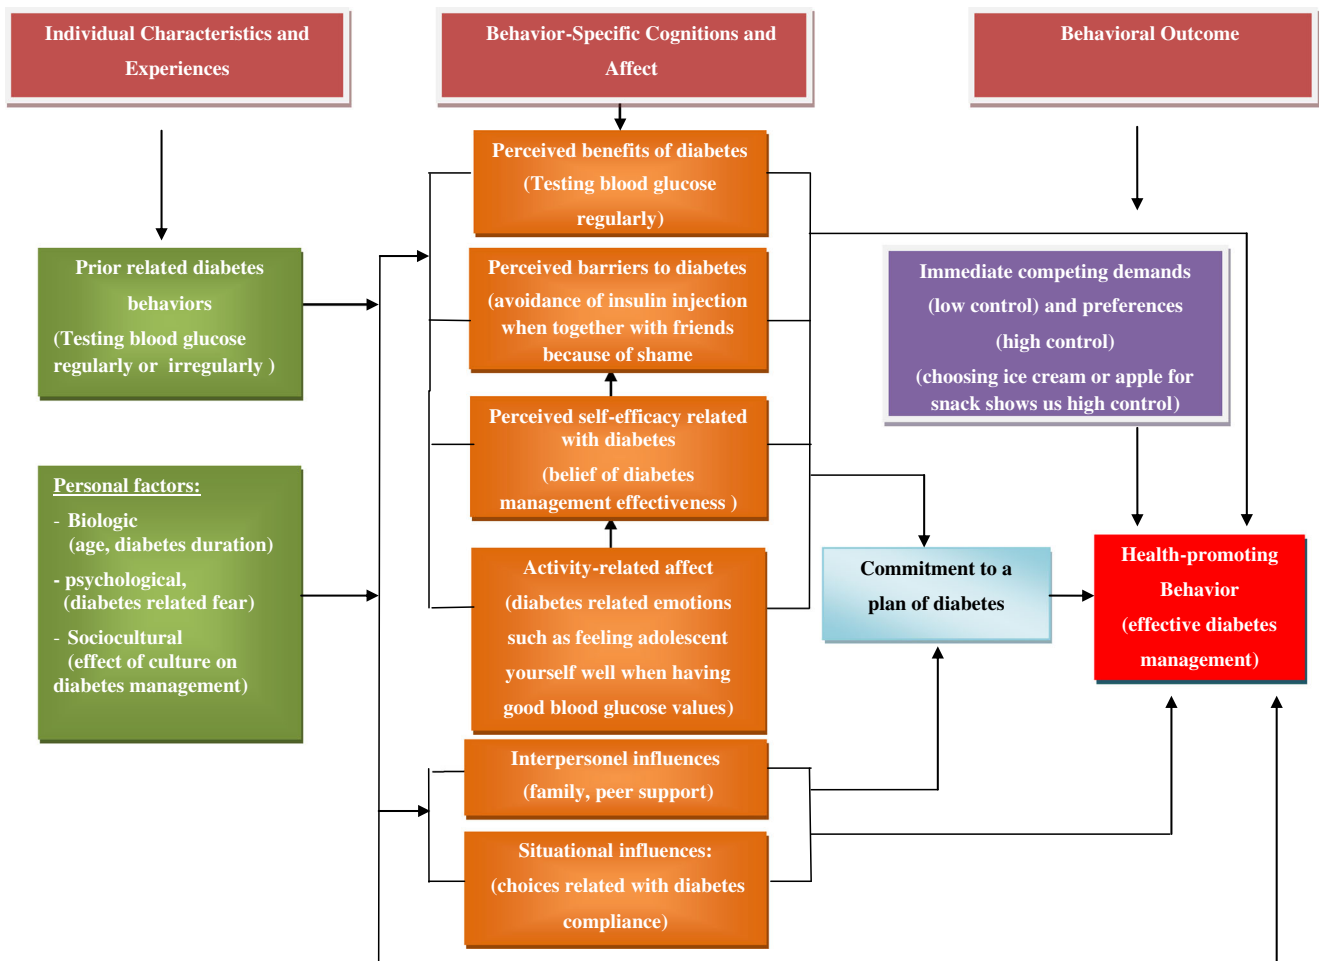 Individual Characteristics and
Experiences
Behavior-Specific Cognitions and
Affect
Behavioral Outcome
Prior related diabetes
behaviors
(Testing blood glucose
regularly or irregularly )
Personal factors:
- Biologic
(age, diabetes duration)
- psychological,
(diabetes related fear)
- Sociocultural
(effect of culture on
diabetes management)
Perceived benefits of diabetes
(Testing blood glucose
regularly)
Perceived barriers to diabetes
(avoidance of insulin injection
when together with friends
because of shame
Perceived self-efficacy related
with diabetes
(belief of diabetes
management effectiveness )
Activity-related affect
(diabetes related emotions
such as feeling adolescent
yourself well when having
good blood glucose values)
Interpersonel influences
(family, peer support)
Situational influences:
(choices related with diabetes
compliance)
Immediate competing demands
(low control) and preferences
(high control)
(choosing ice cream or apple for
snack shows us high control)
Commitment to a
plan of diabetes
Health-promoting
Behavior
(effective diabetes
management)